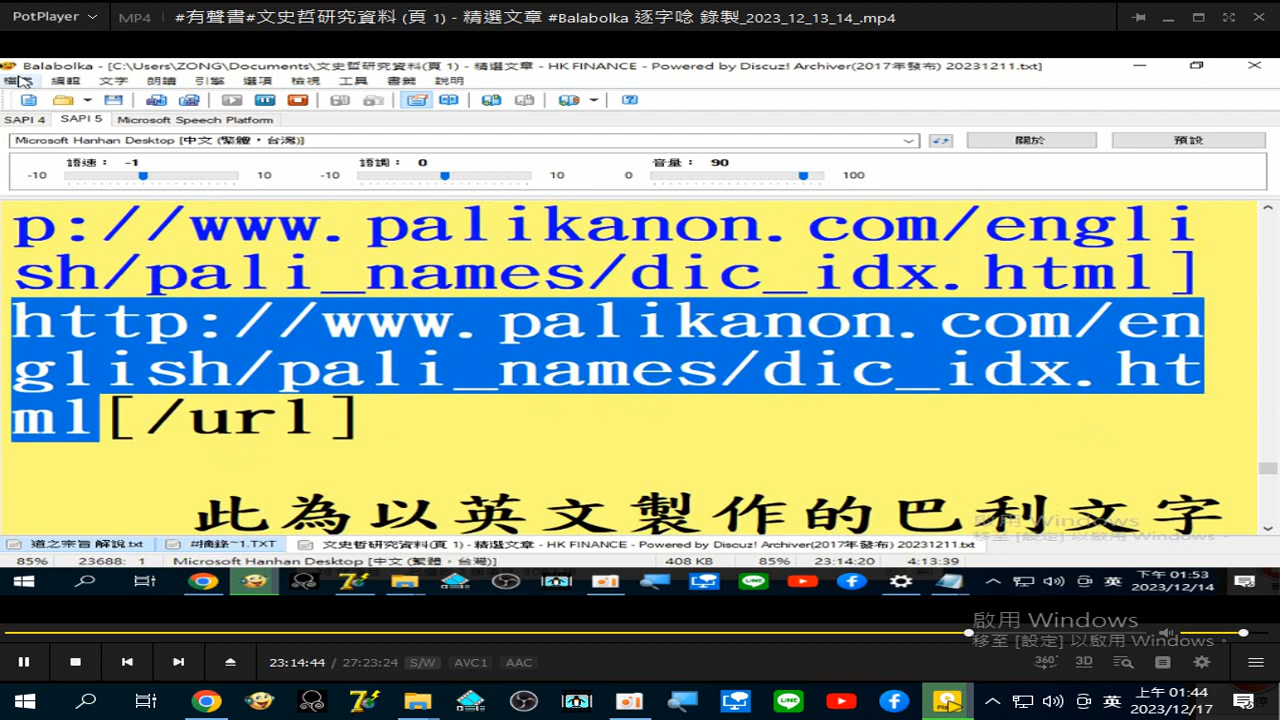 PotPlayer MP4 #有聲書#文史哲研究資料 (頁 1) - 精選文章 #Balabolka 逐字唸 錄製_2023_12_13_14_.mp4
Balabolka - [C:\Users\ZONG\Documents\文史哲研究資料(頁 1) - 精選文章 - HK FINANCE - Powered by Discuz! Archiver(2017年發布) 20231211.txt]
檔案 編輯 文字 朗讀 引擎 選項 檢視 工具 書籤 說明
SAPI 4 SAPI 5 Microsoft Speech Platform
Microsoft Hanhan Desktop [中文 (繁體，台灣)] 關於 預設
語速： -1 語調： 0 音量： 90
-10 10 -10 10 0 100
p://www.palikanon.com/engli
sh/pali_names/dic_idx.html]
http://www.palikanon.com/en
glish/pali_names/dic_idx.ht
ml[/url]
此為以英文製作的巴利文字
啟用 Windows
移至 [設定] 以啟用 Windows。
道之宗旨 解說.txt #摘錄~1.TXT 文史哲研究資料(頁 1) - 精選文章 - HK FINANCE - Powered by Discuz! Archiver(2017年發布) 20231211.txt
85% 23688: 1 Microsoft Hanhan Desktop [中文 (繁體，台灣)] 408 KB 85% 23:14:20 4:13:39
英 下午 01:53
2023/12/14
啟用 Windows
移至 [設定] 以啟用 Windows。
23:14:44 / 27:23:24 S/W AVC1 AAC 360° 3D
英 上午 01:44
2023/12/17